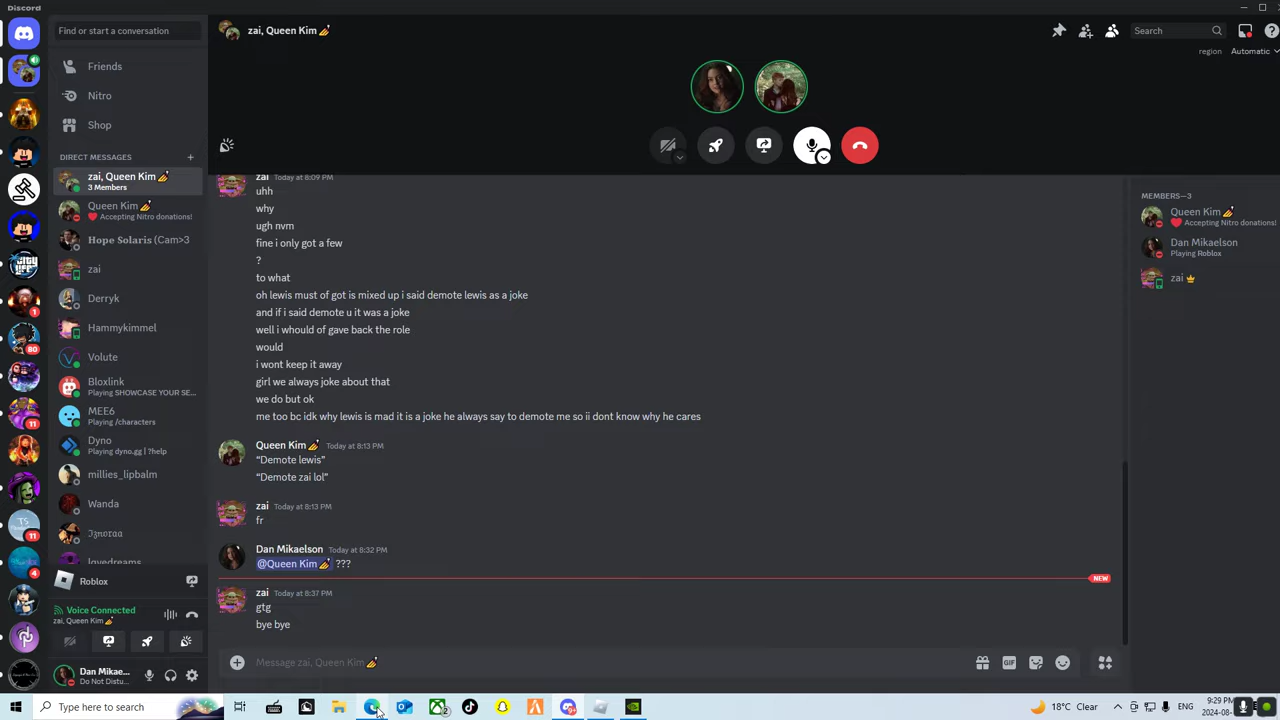 Discord
Find or start a conversation
Friends
Nitro
Shop
DIRECT MESSAGES
zai, Queen Kim
3 Members
Queen Kim
Accepting Nitro donations!
Hope Solaris (Cam>3
zai
Derryk
Hammykimmel
Volute
Bloxlink
Playing SHOWCASE YOUR SE...
MEE6
Playing /characters
Dyno
Playing dyno.gg | ?help
millies_lipbalm
Wanda
lovedreams
1
80
11
11
4
Roblox
Voice Connected
zai, Queen Kim
Dan Mikae...
Do Not Distu...
zai, Queen Kim
Search
region Automatic
zai Today at 8:09 PM
uhh
why
ugh nvm
fine i only got a few
?
to what
oh lewis must of got is mixed up i said demote lewis as a joke
and if i said demote u it was a joke
well i whould of gave back the role
would
i wont keep it away
girl we always joke about that
we do but ok
me too bc idk why lewis is mad it is a joke he always say to demote me so ii dont know why he cares
Queen Kim Today at 8:13 PM
“Demote lewis”
“Demote zai lol”
zai Today at 8:13 PM
fr
Dan Mikaelson Today at 8:32 PM
@Queen Kim ???
NEW
zai Today at 8:37 PM
gtg
bye bye
Message zai, Queen Kim
GIF
MEMBERS—3
Queen Kim
Accepting Nitro donations!
Dan Mikaelson
Playing Roblox
zai
Type here to search
2
9+
18°C Clear
ENG
9:29 PM
2024-08-